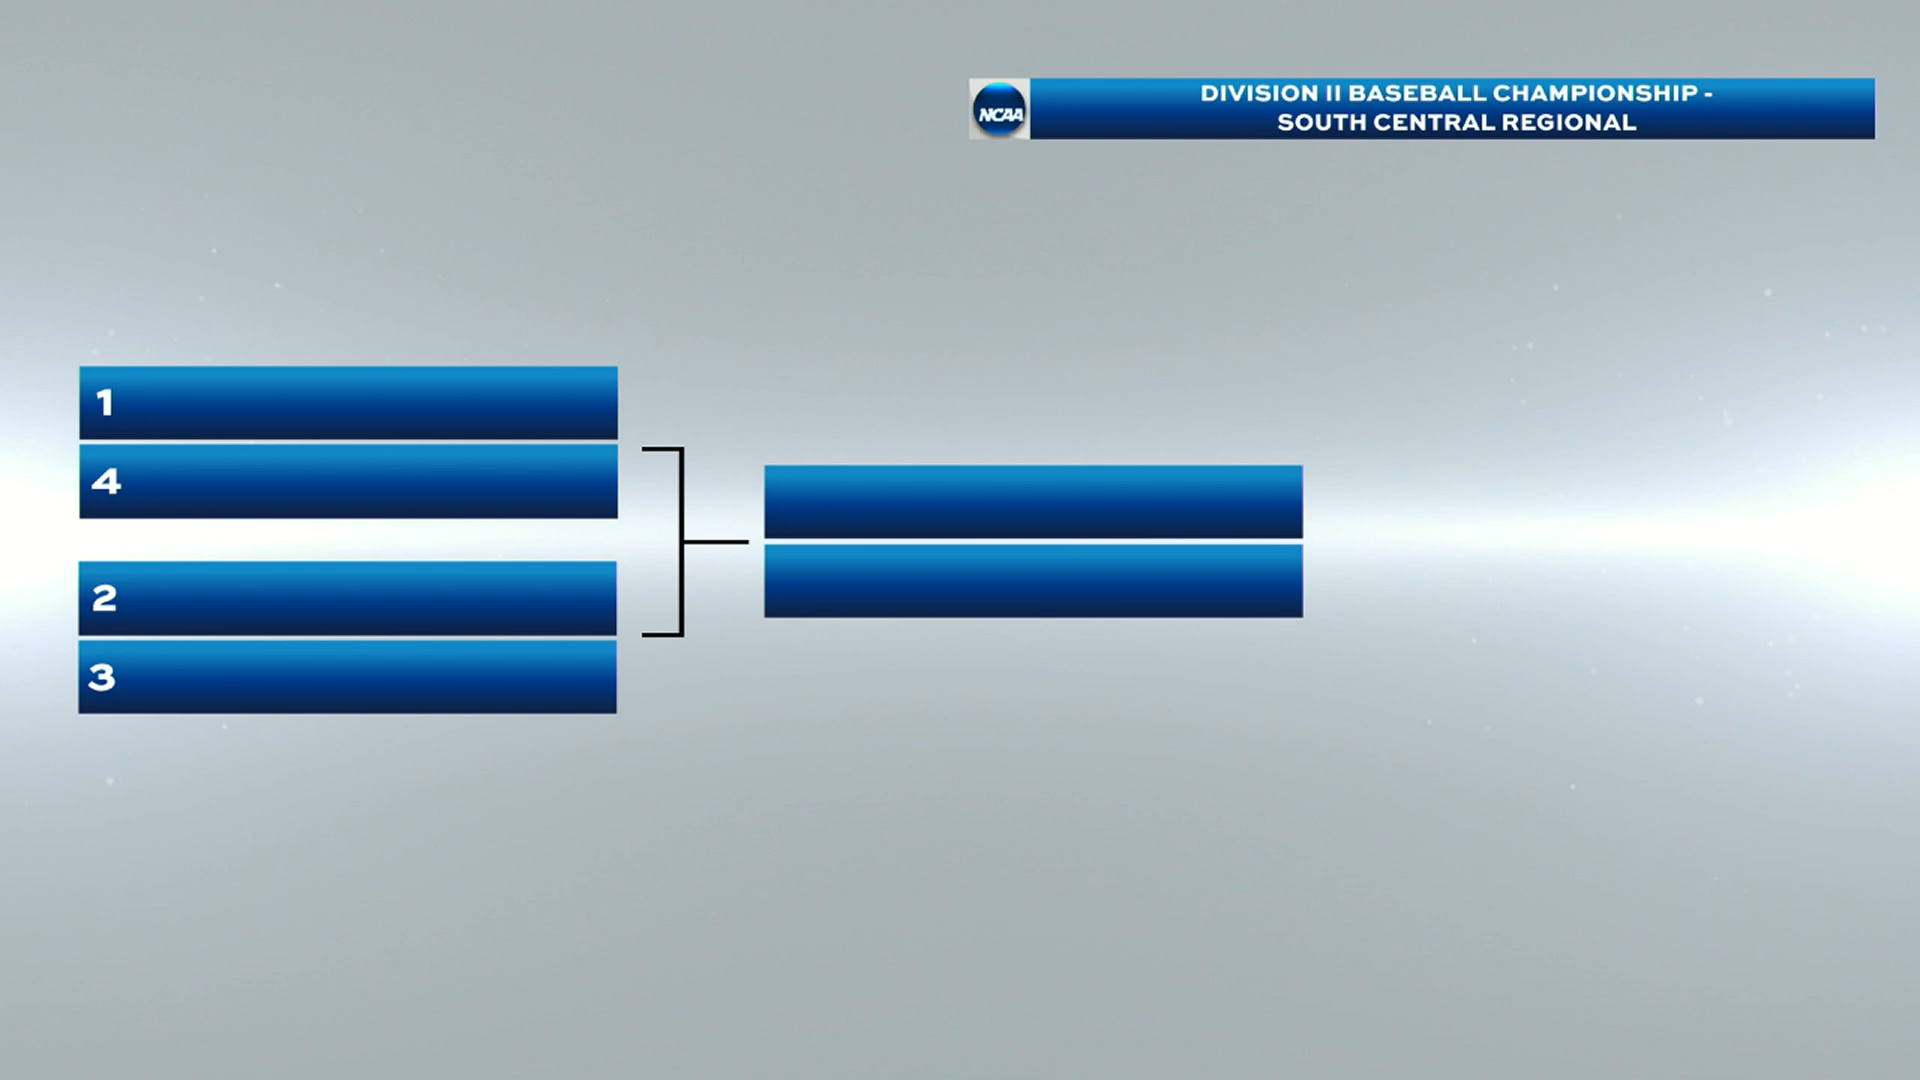 NCAA
DIVISION II BASEBALL CHAMPIONSHIP -
SOUTH CENTRAL REGIONAL
1
4
2
3